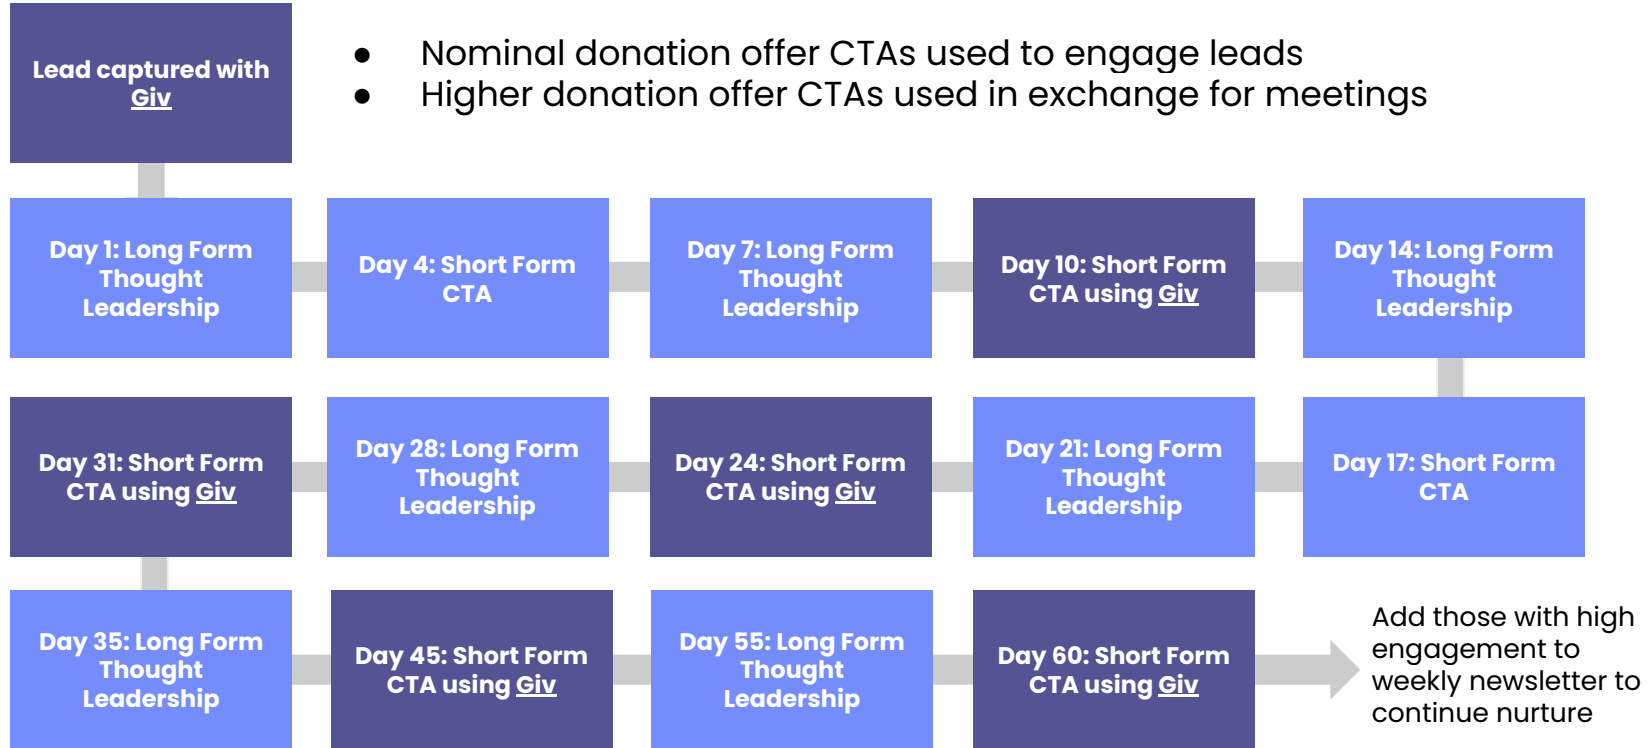 Lead captured with
Giv
● Nominal donation offer CTAs used to engage leads
● Higher donation offer CTAs used in exchange for meetings
Day 1: Long Form
Thought
Leadership
Day 4: Short Form
CTA
Day 7: Long Form
Thought
Leadership
Day 10: Short Form
CTA using Giv
Day 14: Long Form
Thought
Leadership
Day 17: Short Form
CTA
Day 21: Long Form
Thought
Leadership
Day 24: Short Form
CTA using Giv
Day 28: Long Form
Thought
Leadership
Day 31: Short Form
CTA using Giv
Day 35: Long Form
Thought
Leadership
Day 45: Short Form
CTA using Giv
Day 55: Long Form
Thought
Leadership
Day 60: Short Form
CTA using Giv
Add those with high
engagement to
weekly newsletter to
continue nurture